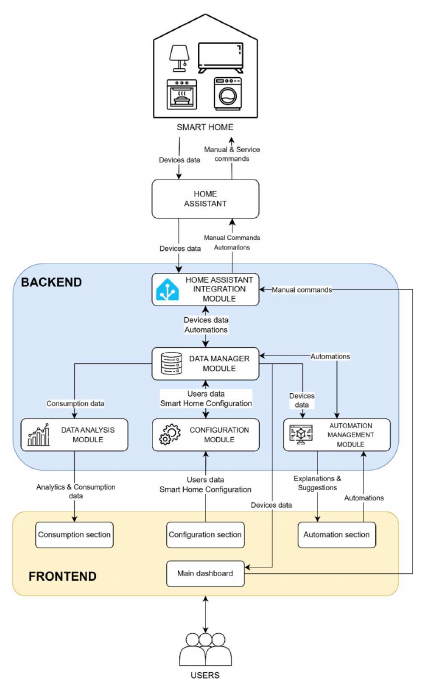 SMART HOME
Devices data
Manual & Service
commands
HOME
ASSISTANT
Devices data
Manual Commands
Automations
BACKEND
HOME ASSISTANT
INTEGRATION
MODULE
Manual commands
Devices data
Automations
DATA MANAGER
MODULE
Automations
Consumption data
Users data
Smart Home Configuration
Devices
data
DATA ANALYSIS
MODULE
CONFIGURATION
MODULE
AUTOMATION
MANAGEMENT
MODULE
Analytics & Consumption
data
Users data
Smart Home Configuration
Explanations &
Suggestions
Automations
Devices data
Consumption section
Configuration section
Automation section
Main dashboard
FRONTEND
USERS